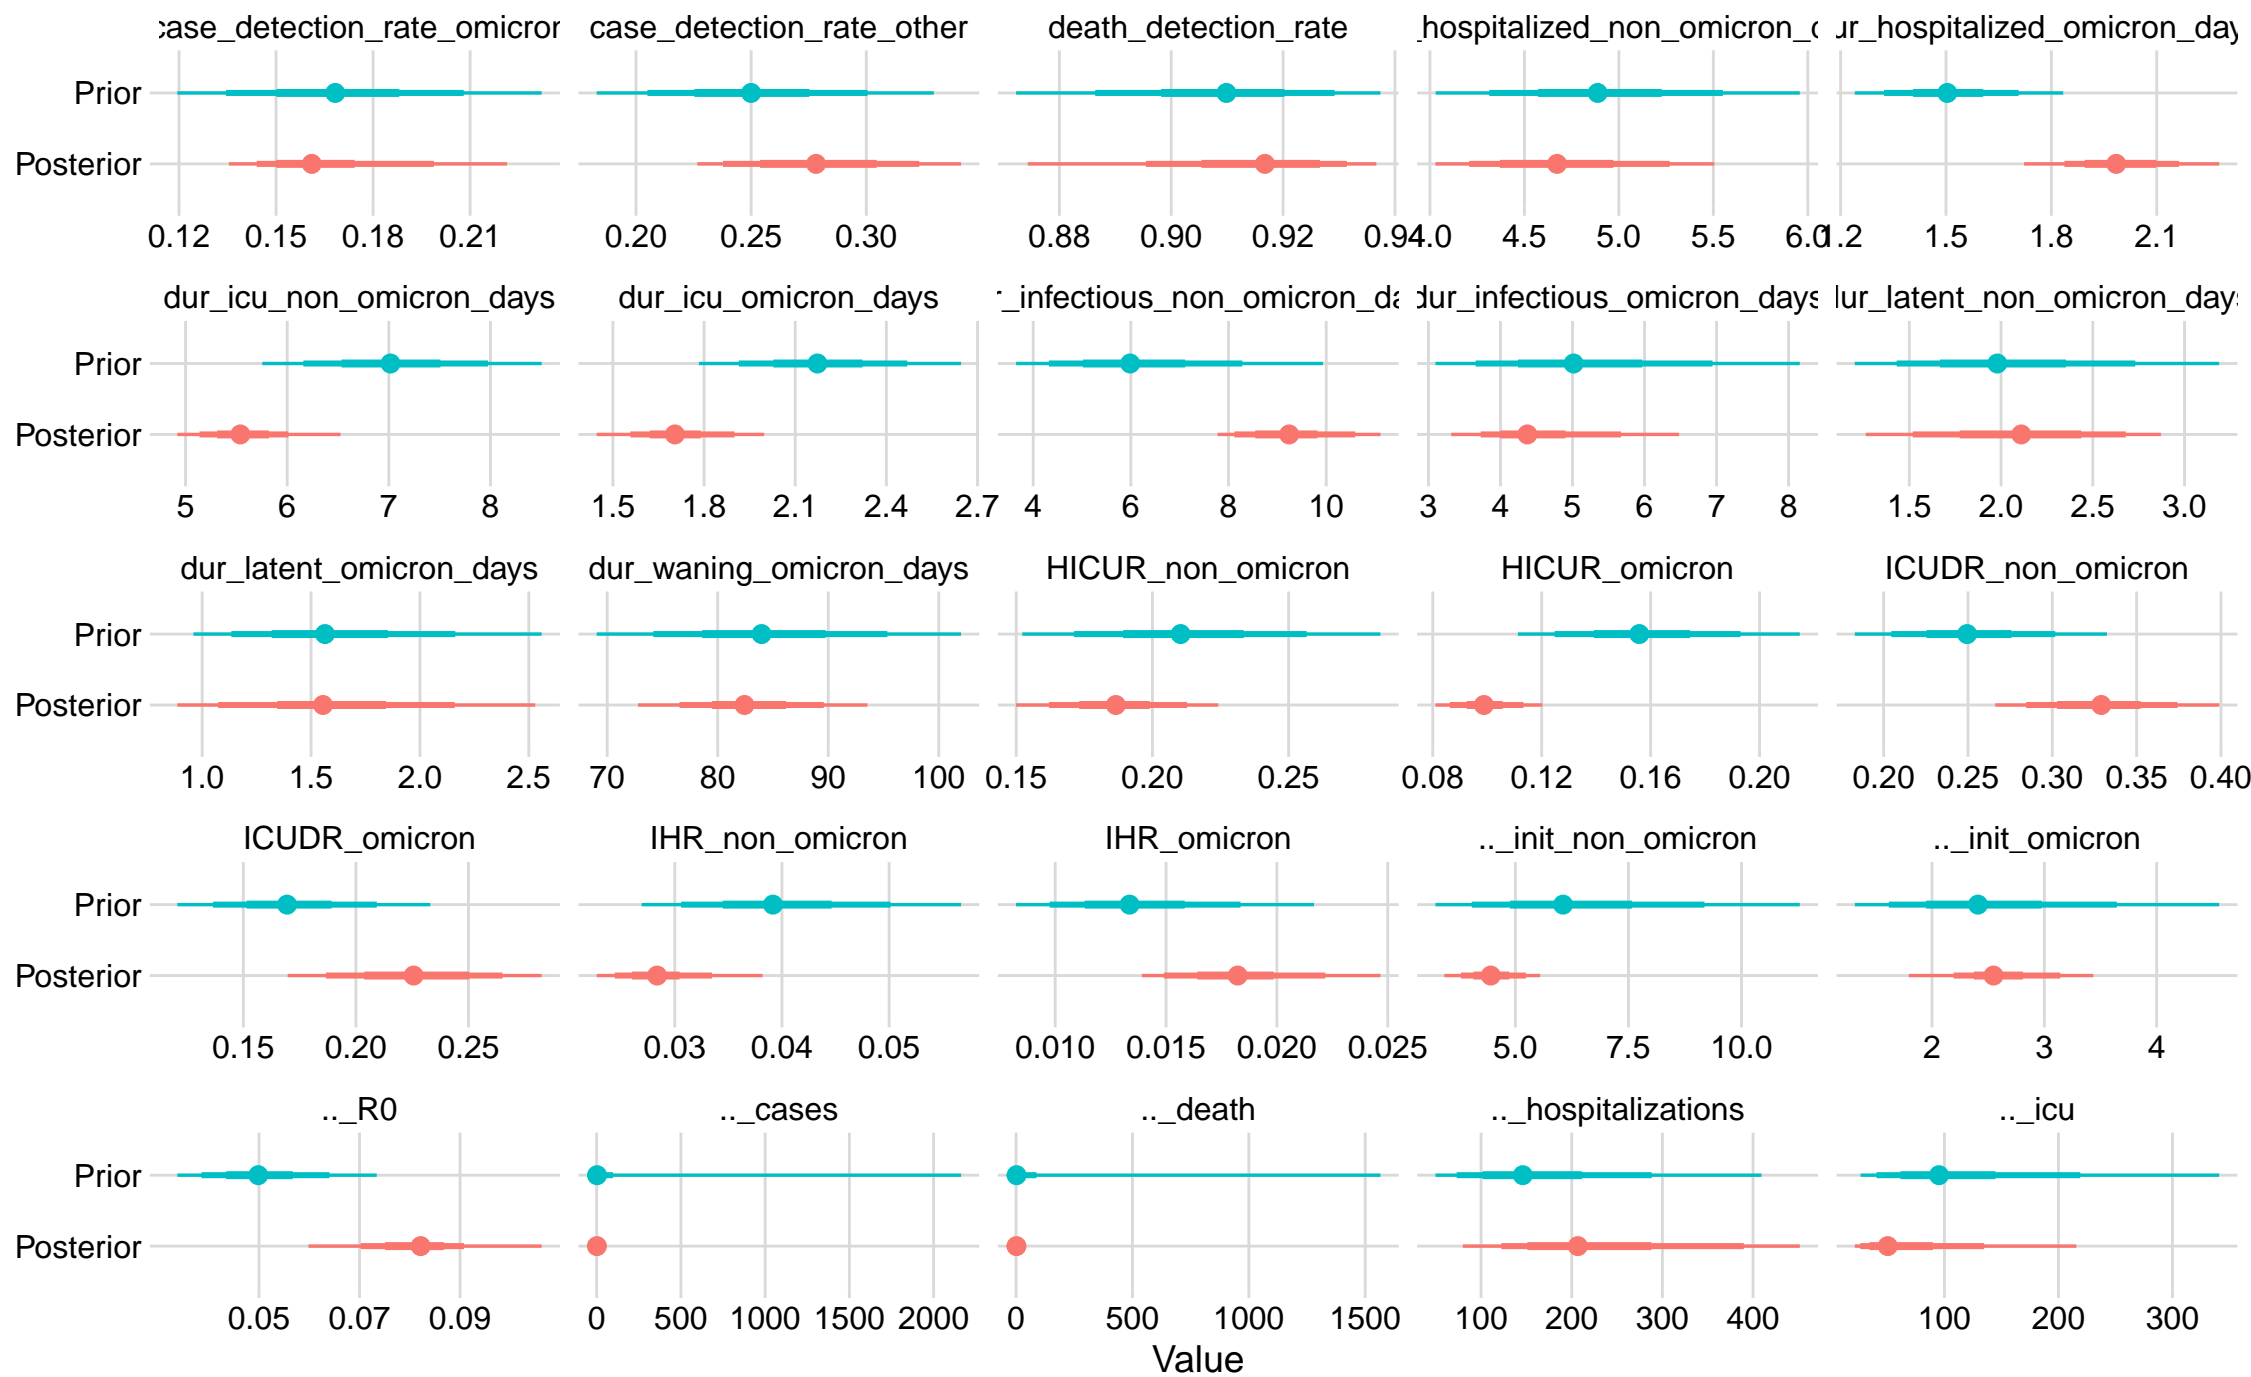 case_detection_rate_omicron case_detection_rate_other death_detection_rate _hospitalized_non_omicron_ ur_hospitalized_omicron_day
Prior
Posterior
0.12 0.15 0.18 0.21 0.20 0.25 0.30 0.88 0.90 0.92 0.94 4.0 4.5 5.0 5.5 6.0 1.2 1.5 1.8 2.1
dur_icu_non_omicron_days dur_icu_omicron_days r_infectious_non_omicron_da dur_infectious_omicron_days dur_latent_non_omicron_days
Prior
Posterior
5 6 7 8 1.5 1.8 2.1 2.4 2.7 4 6 8 10 3 4 5 6 7 8 1.5 2.0 2.5 3.0
dur_latent_omicron_days dur_waning_omicron_days HICUR_non_omicron HICUR_omicron ICUDR_non_omicron
Prior
Posterior
1.0 1.5 2.0 2.5 70 80 90 100 0.15 0.20 0.25 0.08 0.12 0.16 0.20 0.20 0.25 0.30 0.35 0.40
ICUDR_omicron IHR_non_omicron IHR_omicron .._init_non_omicron .._init_omicron
Prior
Posterior
0.15 0.20 0.25 0.03 0.04 0.05 0.010 0.015 0.020 0.025 5.0 7.5 10.0 2 3 4
.._R0 .._cases .._death .._hospitalizations .._icu
Prior
Posterior
0.05 0.07 0.09 0 500 1000 1500 2000 0 500 1000 1500 100 200 300 400 100 200 300
Value